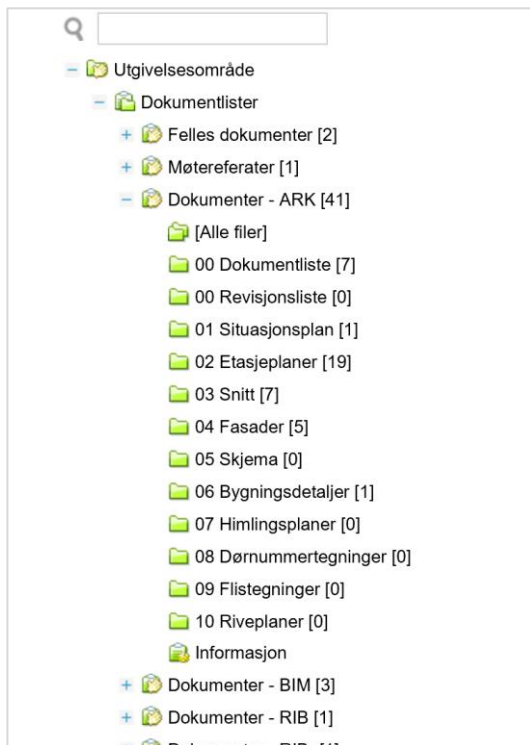 Utgivelsesområde
Dokumentlister
Felles dokumenter [2]
Møtereferater [1]
Dokumenter - ARK [41]
[Alle filer]
00 Dokumentliste [7]
00 Revisjonsliste [0]
01 Situasjonsplan [1]
02 Etasjeplaner [19]
03 Snitt [7]
04 Fasader [5]
05 Skjema [0]
06 Bygningsdetaljer [1]
07 Himlingsplaner [0]
08 Dørnummertegninger [0]
09 Flistegninger [0]
10 Riveplaner [0]
Informasjon
Dokumenter - BIM [3]
Dokumenter - RIB [1]